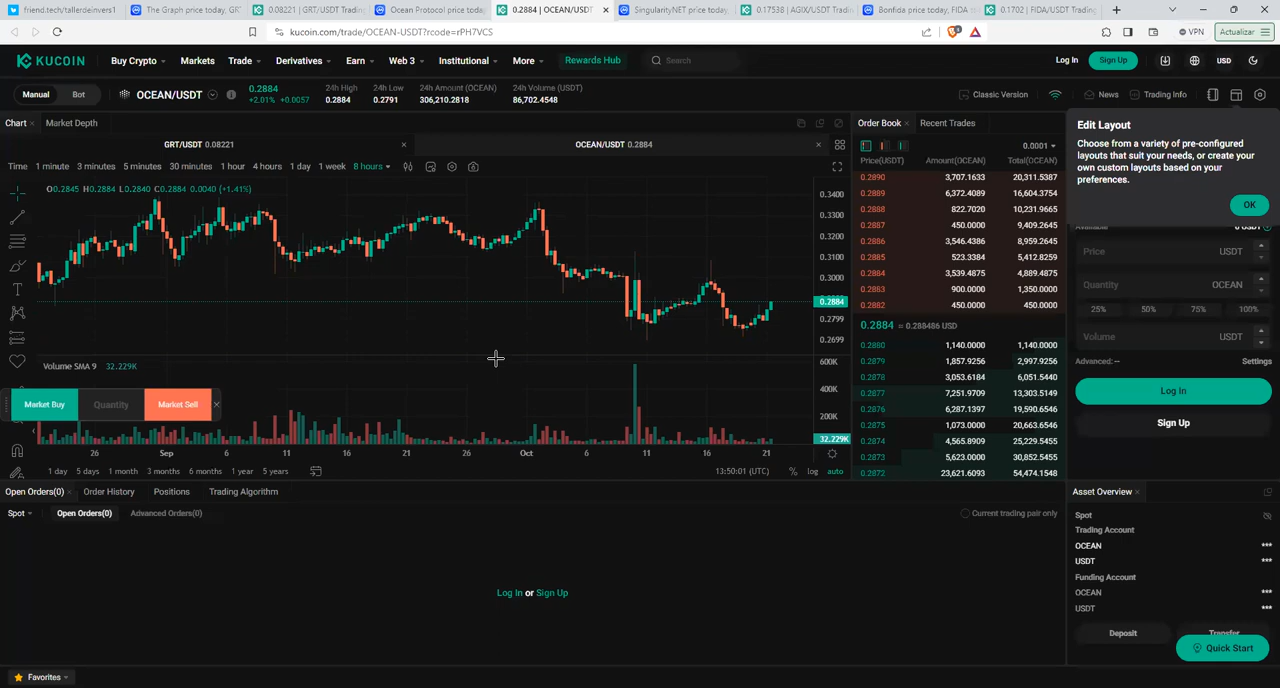 friend.tech/tallerdeinvers1
The Graph price today, GRT
0.08221 | GRT/USDT Trading
Ocean Protocol price today,
0.2884 | OCEAN/USDT
SingularityNET price today,
0.17538 | AGIX/USDT Tradin
Bonfida price today, FIDA
0.1702 | FIDA/USDT Trading
kucoin.com/trade/OCEAN-USDT?rcode=rPH7VCS
VPN
Actualizar
KUCOIN
Buy Crypto
Markets
Trade
Derivatives
Earn
Web 3
Institutional
More
Rewards Hub
Search
Log In
Sign Up
USD
Manual
Bot
OCEAN/USDT
0.2884
+2.01% +0.0057
24h High
0.2884
24h Low
0.2791
24h Amount (OCEAN)
306,210.2818
24h Volume (USDT)
86,702.4548
Classic Version
News
Trading Info
Chart
Market Depth
GRT/USDT 0.08221
OCEAN/USDT 0.2884
Time 1 minute 3 minutes 5 minutes 30 minutes 1 hour 4 hours 1 day 1 week 8 hours
O0.2845 H0.2884 L0.2840 C0.2884 0.0040 (+1.41%)
0.3400
0.3300
0.3200
0.3100
0.3000
0.2884
0.2799
0.2699
Volume SMA 9 32.229K
600K
400K
200K
32.229K
Market Buy
Quantity
Market Sell
26 Sep 6 11 16 21 26 Oct 6 11 16 21
1 day 5 days 1 month 3 months 6 months 1 year 5 years
13:50:01 (UTC) % log auto
Order Book
Recent Trades
0.0001
Price(USDT) Amount(OCEAN) Total(OCEAN)
0.2890 3,707.1633 20,311.5387
0.2889 6,372.4089 16,604.3754
0.2888 822.7020 10,231.9665
0.2887 450.0000 9,409.2645
0.2886 3,546.4386 8,959.2645
0.2885 523.3384 5,412.8259
0.2884 3,539.4875 4,889.4875
0.2883 900.0000 1,350.0000
0.2882 450.0000 450.0000
0.2884 = 0.288486 USD
0.2880 1,140.0000 1,140.0000
0.2879 1,857.9256 2,997.9256
0.2878 3,053.6184 6,051.5440
0.2877 7,251.9709 13,303.5149
0.2876 6,287.1397 19,590.6546
0.2875 1,073.0000 20,663.6546
0.2874 4,565.8909 25,229.5455
0.2873 5,623.0000 30,852.5455
0.2872 23,621.6093 54,474.1548
Edit Layout
Choose from a variety of pre-configured
layouts that suit your needs, or create your
own custom layouts based on your
preferences.
OK
Available 0 USDT
Price USDT
Quantity OCEAN
25% 50% 75% 100%
Volume USDT
Advanced: -- Settings
Log In
Sign Up
Open Orders(0)
Order History
Positions
Trading Algorithm
Spot
Open Orders(0)
Advanced Orders(0)
Current trading pair only
Log In or Sign Up
Asset Overview
Spot
Trading Account
OCEAN ***
USDT ***
Funding Account
OCEAN ***
USDT ***
Deposit
Transfer
Quick Start
Favorites